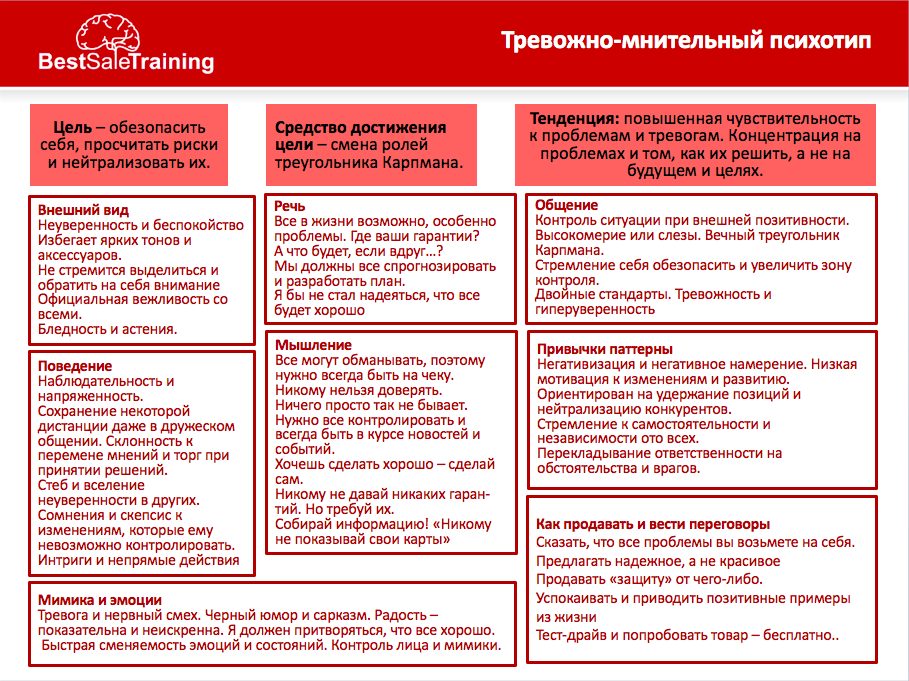 BestSaleTraining
Тревожно-мнительный психотип
Цель – обезопасить
себя, просчитать риски
и нейтрализовать их.
Средство достижения
цели – смена ролей
треугольника Карпмана.
Тенденция: повышенная чувствительность
к проблемам и тревогам. Концентрация на
проблемах и том, как их решить, а не на
будущем и целях.
Внешний вид
Неуверенность и беспокойство
Избегает ярких тонов и
аксессуаров.
Не стремится выделиться и
обратить на себя внимание
Официальная вежливость со
всеми.
Бледность и астения.
Поведение
Наблюдательность и
напряженность.
Сохранение некоторой
дистанции даже в дружеском
общении. Склонность к
перемене мнений и торг при
принятии решений.
Стеб и вселение
неуверенности в других.
Сомнения и скепсис к
изменениям, которые ему
невозможно контролировать.
Интриги и непрямые действия
Речь
Все в жизни возможно, особенно
проблемы. Где ваши гарантии?
А что будет, если вдруг...?
Мы должны все спрогнозировать
и разработать план.
Я бы не стал надеяться, что все
будет хорошо
Мышление
Все могут обманывать, поэтому
нужно всегда быть на чеку.
Никому нельзя доверять.
Ничего просто так не бывает.
Нужно все контролировать и
всегда быть в курсе новостей и
событий.
Хочешь сделать хорошо – сделай
сам.
Никому не давай никаких гаран-
тий. Но требуй их.
Собирай информацию! «Никому
не показывай свои карты»
Мимика и эмоции
Тревога и нервный смех. Черный юмор и сарказм. Радость –
показательна и неискренна. Я должен притворяться, что все хорошо.
Быстрая сменяемость эмоций и состояний. Контроль лица и мимики.
Общение
Контроль ситуации при внешней позитивности.
Высокомерие или слезы. Вечный треугольник
Карпмана.
Стремление себя обезопасить и увеличить зону
контроля.
Двойные стандарты. Тревожность и
гиперуверенность
Привычки паттерны
Негативизация и негативное намерение. Низкая
мотивация к изменениям и развитию.
Ориентирован на удержание позиций и
нейтрализацию конкурентов.
Стремление к самостоятельности и
независимости ото всех.
Перекладывание ответственности на
обстоятельства и врагов.
Как продавать и вести переговоры
Сказать, что все проблемы вы возьмете на себя.
Предлагать надежное, а не красивое
Продавать «защиту» от чего-либо.
Успокаивать и приводить позитивные примеры
из жизни
Тест-драйв и попробовать товар – бесплатно..